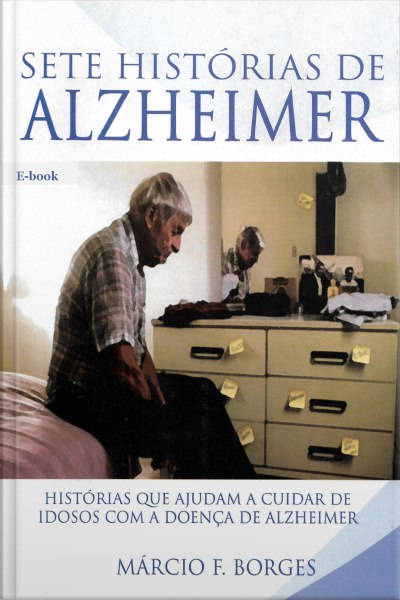 SETE HISTÓRIAS DE
ALZHEIMER
E-book
HISTÓRIAS QUE AJUDAM A CUIDAR DE
IDOSOS COM A DOENÇA DE ALZHEIMER
MÁRCIO F. BORGES